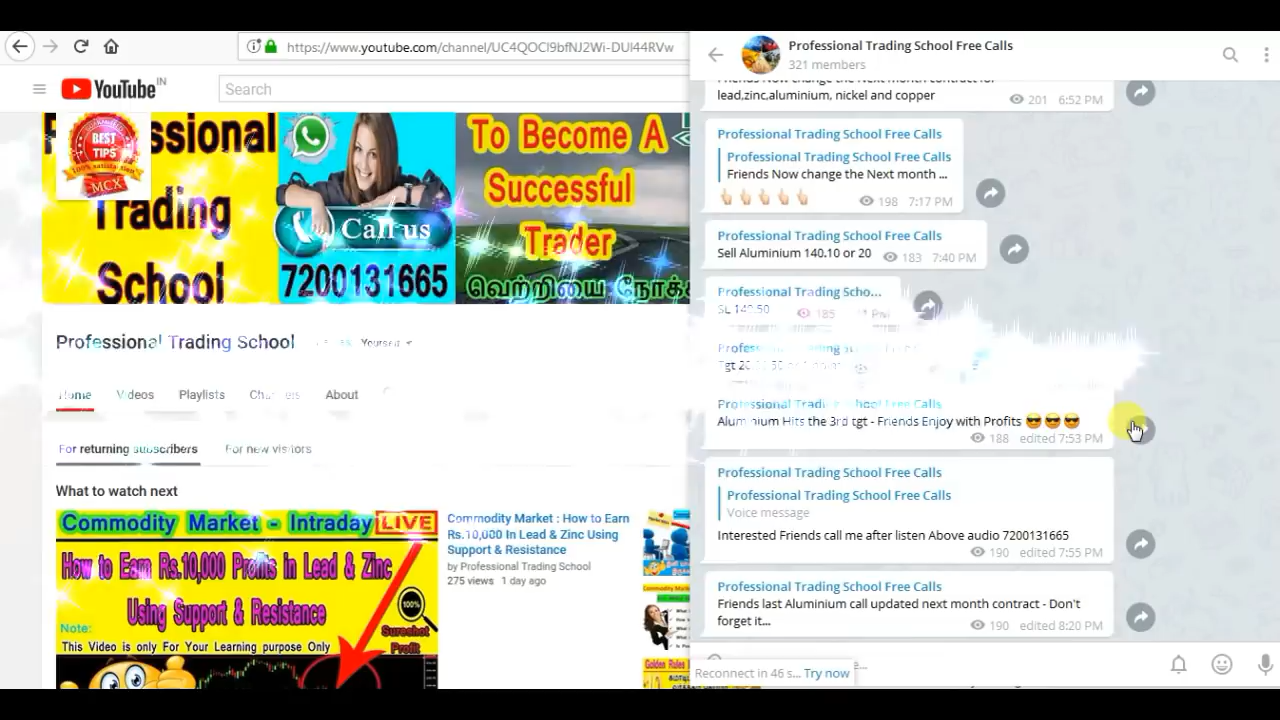 https://www.youtube.com/channel/UC4QOCl9bfNJ2Wi-DUI44RVw
YouTube IN
Search
Professional
Trading
School
BEST
TIPS
MCX
Call us
7200131665
To Become A
Successful
Trader
வெற்றியை நோக்
Professional Trading School
Yourself
Home
Videos
Playlists
Channels
About
For returning subscribers
For new visitors
What to watch next
Commodity Market - Intraday LIVE
How to Earn Rs.10,000 Profits in Lead & Zinc
Using Support & Resistance
100%
Sureshot
Profit
Note:
This Video is only For Your Learning purpose Only
Commodity Market : How to Earn
Rs.10,000 In Lead & Zinc Using
Support & Resistance
by Professional Trading School
275 views 1 day ago
Golden Rules
Professional Trading School Free Calls
321 members
Friends Now change the Next month contract for
lead,zinc,aluminium, nickel and copper
201 6:52 PM
Professional Trading School Free Calls
Professional Trading School Free Calls
Friends Now change the Next month ...
198 7:17 PM
Professional Trading School Free Calls
Sell Aluminium 140.10 or 20
183 7:40 PM
Professional Trading Scho...
SL 140.50
185 PM
Professional Trading School Free Calls
Aluminium Hits the 3rd tgt - Friends Enjoy with Profits 😎😎😎
188 edited 7:53 PM
Professional Trading School Free Calls
Professional Trading School Free Calls
Voice message
Interested Friends call me after listen Above audio 7200131665
190 edited 7:55 PM
Professional Trading School Free Calls
Friends last Aluminium call updated next month contract - Don't
forget it...
190 edited 8:20 PM
Reconnect in 46 s... Try now